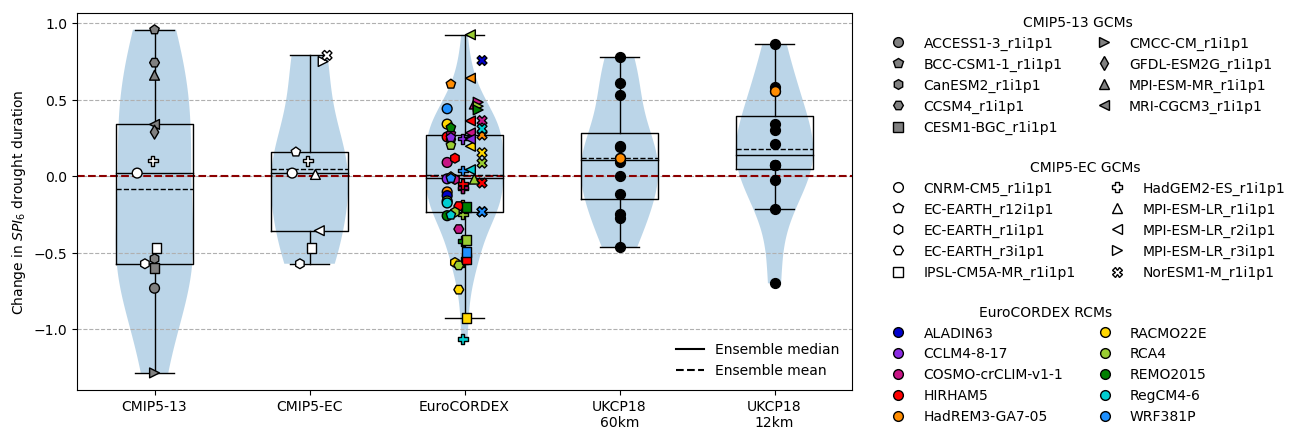 1.0
0.5
0.0
−0.5
−1.0
Change in SPI6 drought duration
CMIP5-13
CMIP5-EC
EuroCORDEX
UKCP18
60km
UKCP18
12km
Ensemble median
Ensemble mean
CMIP5-13 GCMs
ACCESS1-3_r1i1p1
BCC-CSM1-1_r1i1p1
CanESM2_r1i1p1
CCSM4_r1i1p1
CESM1-BGC_r1i1p1
CMCC-CM_r1i1p1
GFDL-ESM2G_r1i1p1
MPI-ESM-MR_r1i1p1
MRI-CGCM3_r1i1p1
CMIP5-EC GCMs
CNRM-CM5_r1i1p1
EC-EARTH_r12i1p1
EC-EARTH_r1i1p1
EC-EARTH_r3i1p1
IPSL-CM5A-MR_r1i1p1
HadGEM2-ES_r1i1p1
MPI-ESM-LR_r1i1p1
MPI-ESM-LR_r2i1p1
MPI-ESM-LR_r3i1p1
NorESM1-M_r1i1p1
EuroCORDEX RCMs
ALADIN63
CCLM4-8-17
COSMO-crCLIM-v1-1
HIRHAM5
HadREM3-GA7-05
RACMO22E
RCA4
REMO2015
RegCM4-6
WRF381P